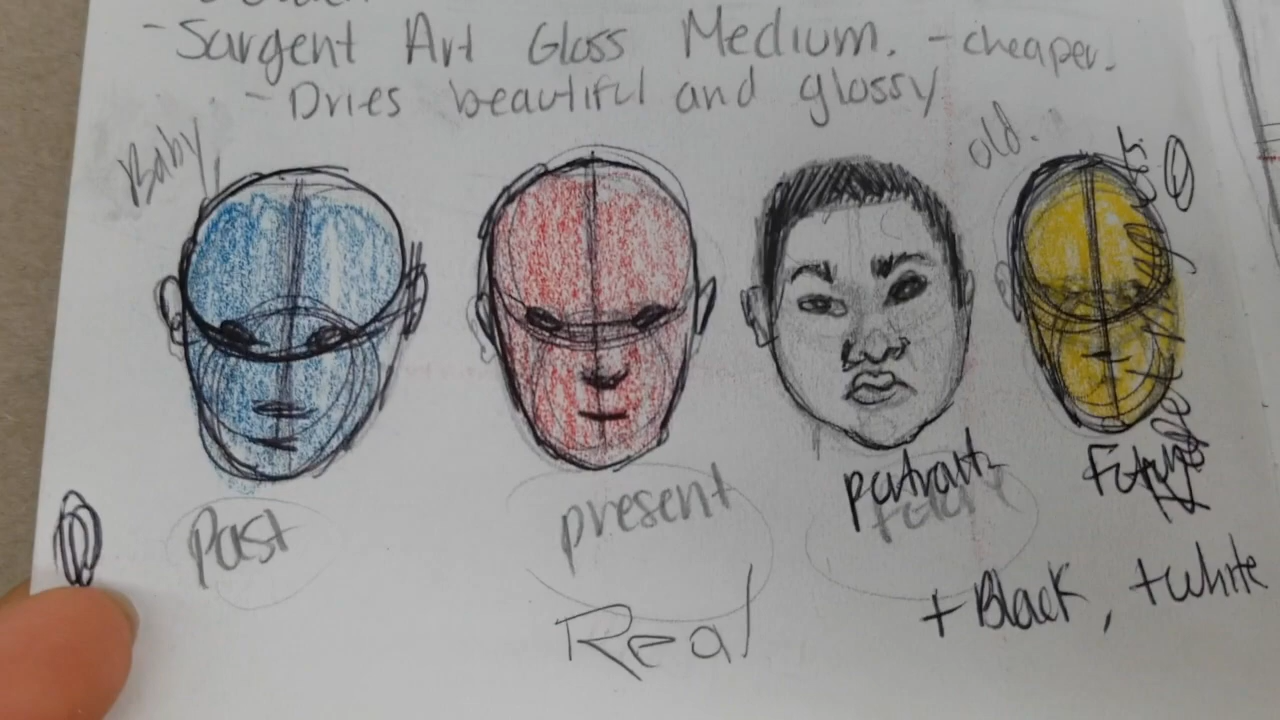 - Sargent Art Gloss Medium. - cheaper.
- Dries beautiful and glossy
Baby
old.
Past
present
portrait
Future
Real
+ Black, + white